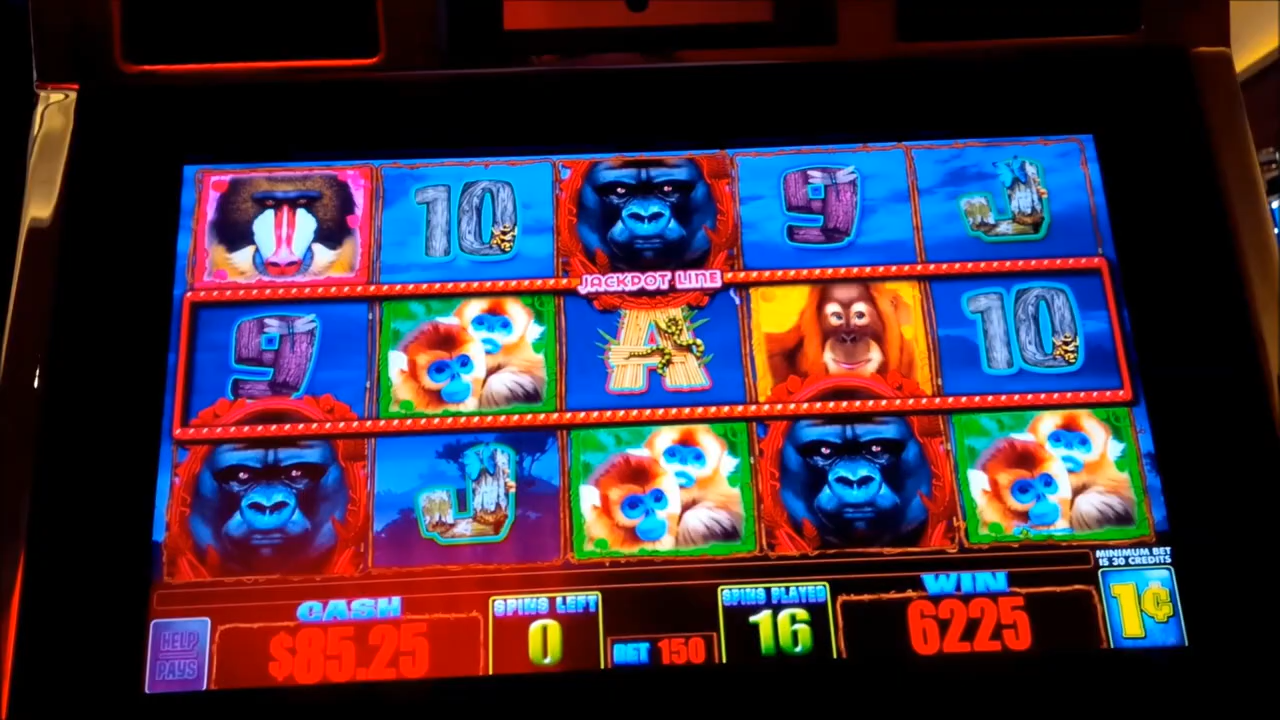 10
9
J
JACKPOT LINE
9
A
10
J
MINIMUM BET
IS 30 CREDITS
1¢
HELP
PAYS
CASH
$85.25
SPINS LEFT
0
BET 150
SPINS PLAYED
16
WIN
6225